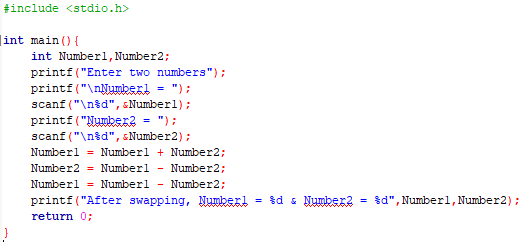 #include <stdio.h>
int main(){
int Number1,Number2;
printf("Enter two numbers");
printf("\nNumber1 = ");
scanf("\n%d",&Number1);
printf("Number2 = ");
scanf("\n%d",&Number2);
Number1 = Number1 + Number2;
Number2 = Number1 - Number2;
Number1 = Number1 - Number2;
printf("After swapping, Number1 = %d & Number2 = %d",Number1,Number2);
return 0;
}